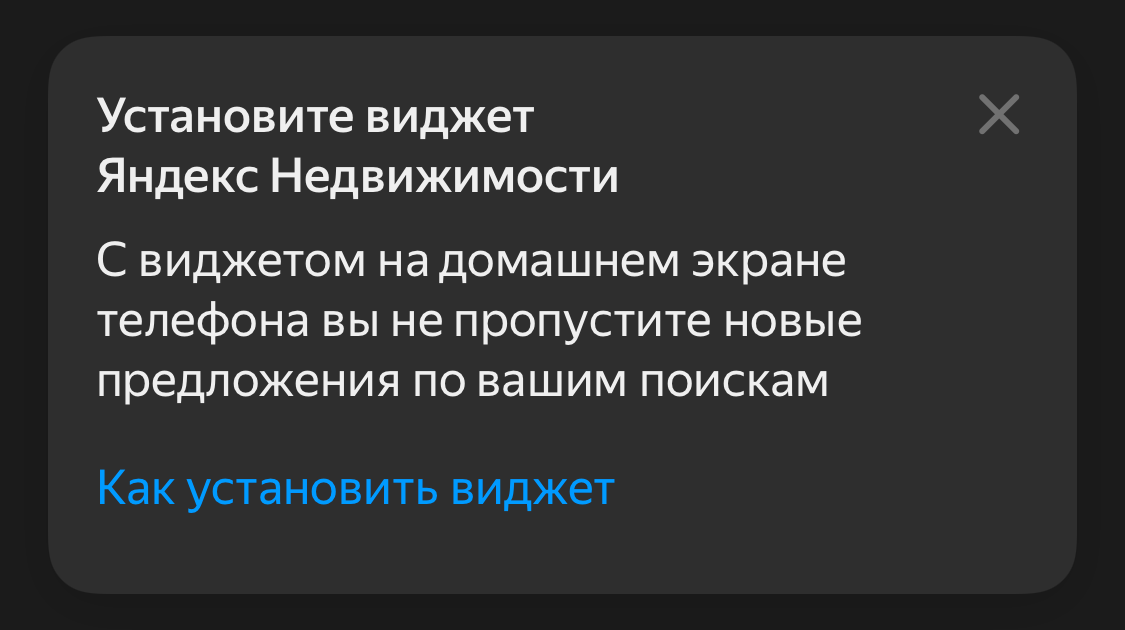 Установите виджет
Яндекс Недвижимости
С виджетом на домашнем экране
телефона вы не пропустите новые
предложения по вашим поискам
Как установить виджет